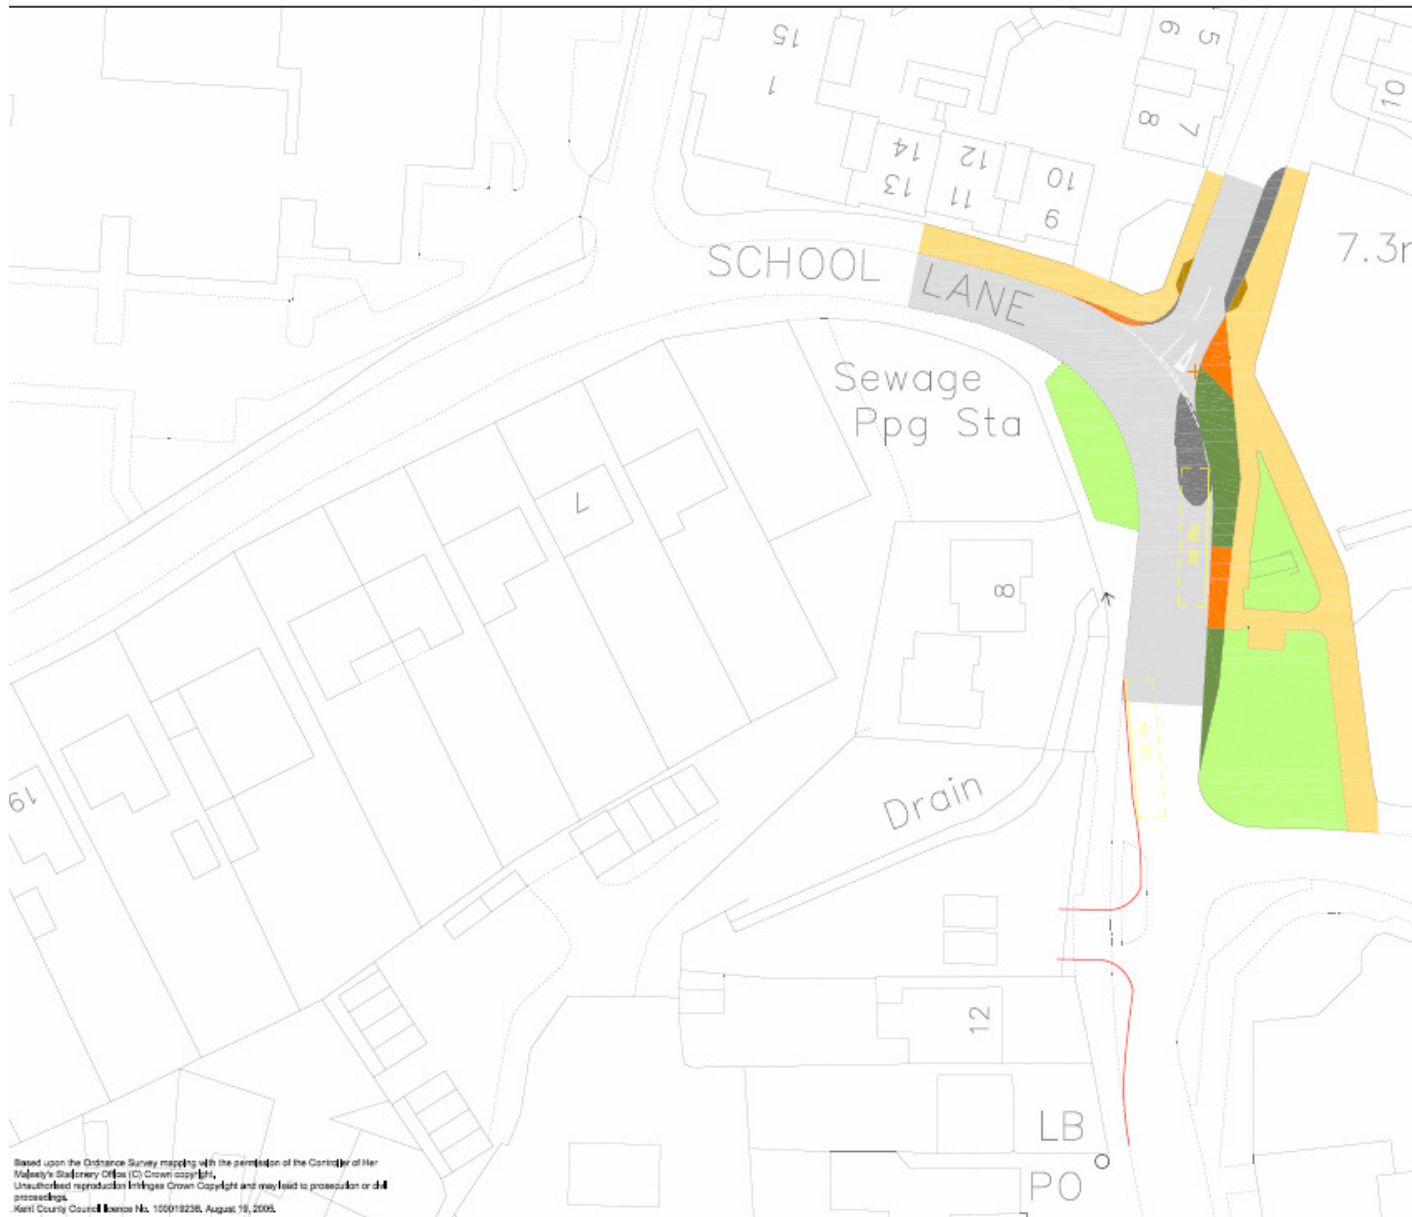 15
1
6
5
8
7
10
14
13
12
11
10
9
7.3
SCHOOL LANE
Sewage
Ppg Sta
7
8
19
Drain
12
LB
PO
Based upon the Ordnance Survey mapping with the permission of the Controller of Her
Majesty's Stationery Office (C) Crown copyright.
Unauthorised reproduction infringes Crown Copyright and may lead to prosecution or civil
proceedings.
Kent County Council licence No. 100019238. August 19, 2005.